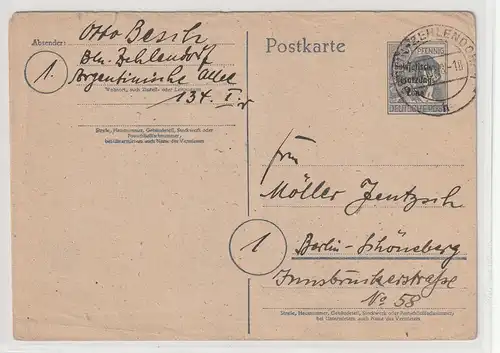 Absender:
Otto Besch
Bln. Zehlendorf
1.
Argentinische Allee
Wohnort, auch Zustell- oder Leitpostamt
134. I. r
Straße, Hausnummer, Gebäudeteil, Stockwerk oder
Postschließfachnummer,
bei Untermietern auch Name des Vermieters
Postkarte
PFENNIG
Sowjetische
Besatzungs
Zone
DEUTSCHE POST
ZEHLENDORF
Möller Jentzsch
1
Berlin-Schöneberg
Innsbruckerstraße
No 58
Straße, Hausnummer, Gebäudeteil, Stockwerk oder Postschließfachnummer,
bei Untermietern auch Name des Vermieters